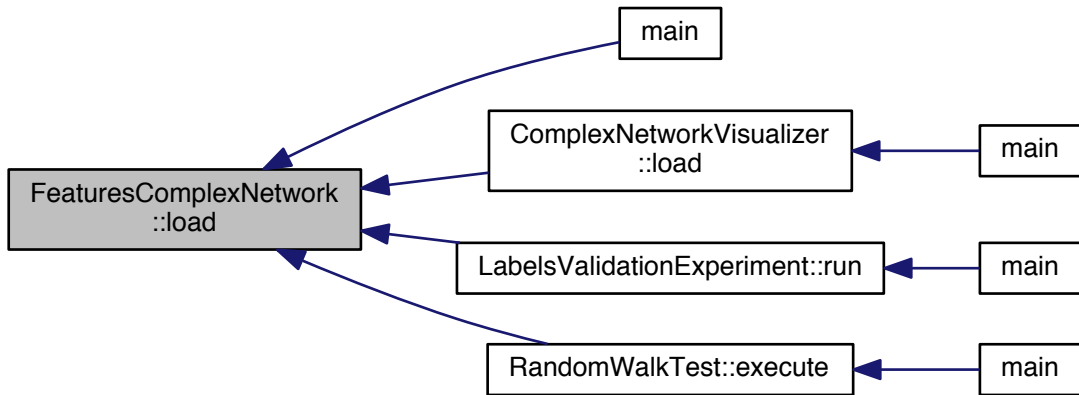 main
ComplexNetworkVisualizer
::load
main
FeaturesComplexNetwork
::load
LabelsValidationExperiment::run
main
RandomWalkTest::execute
main